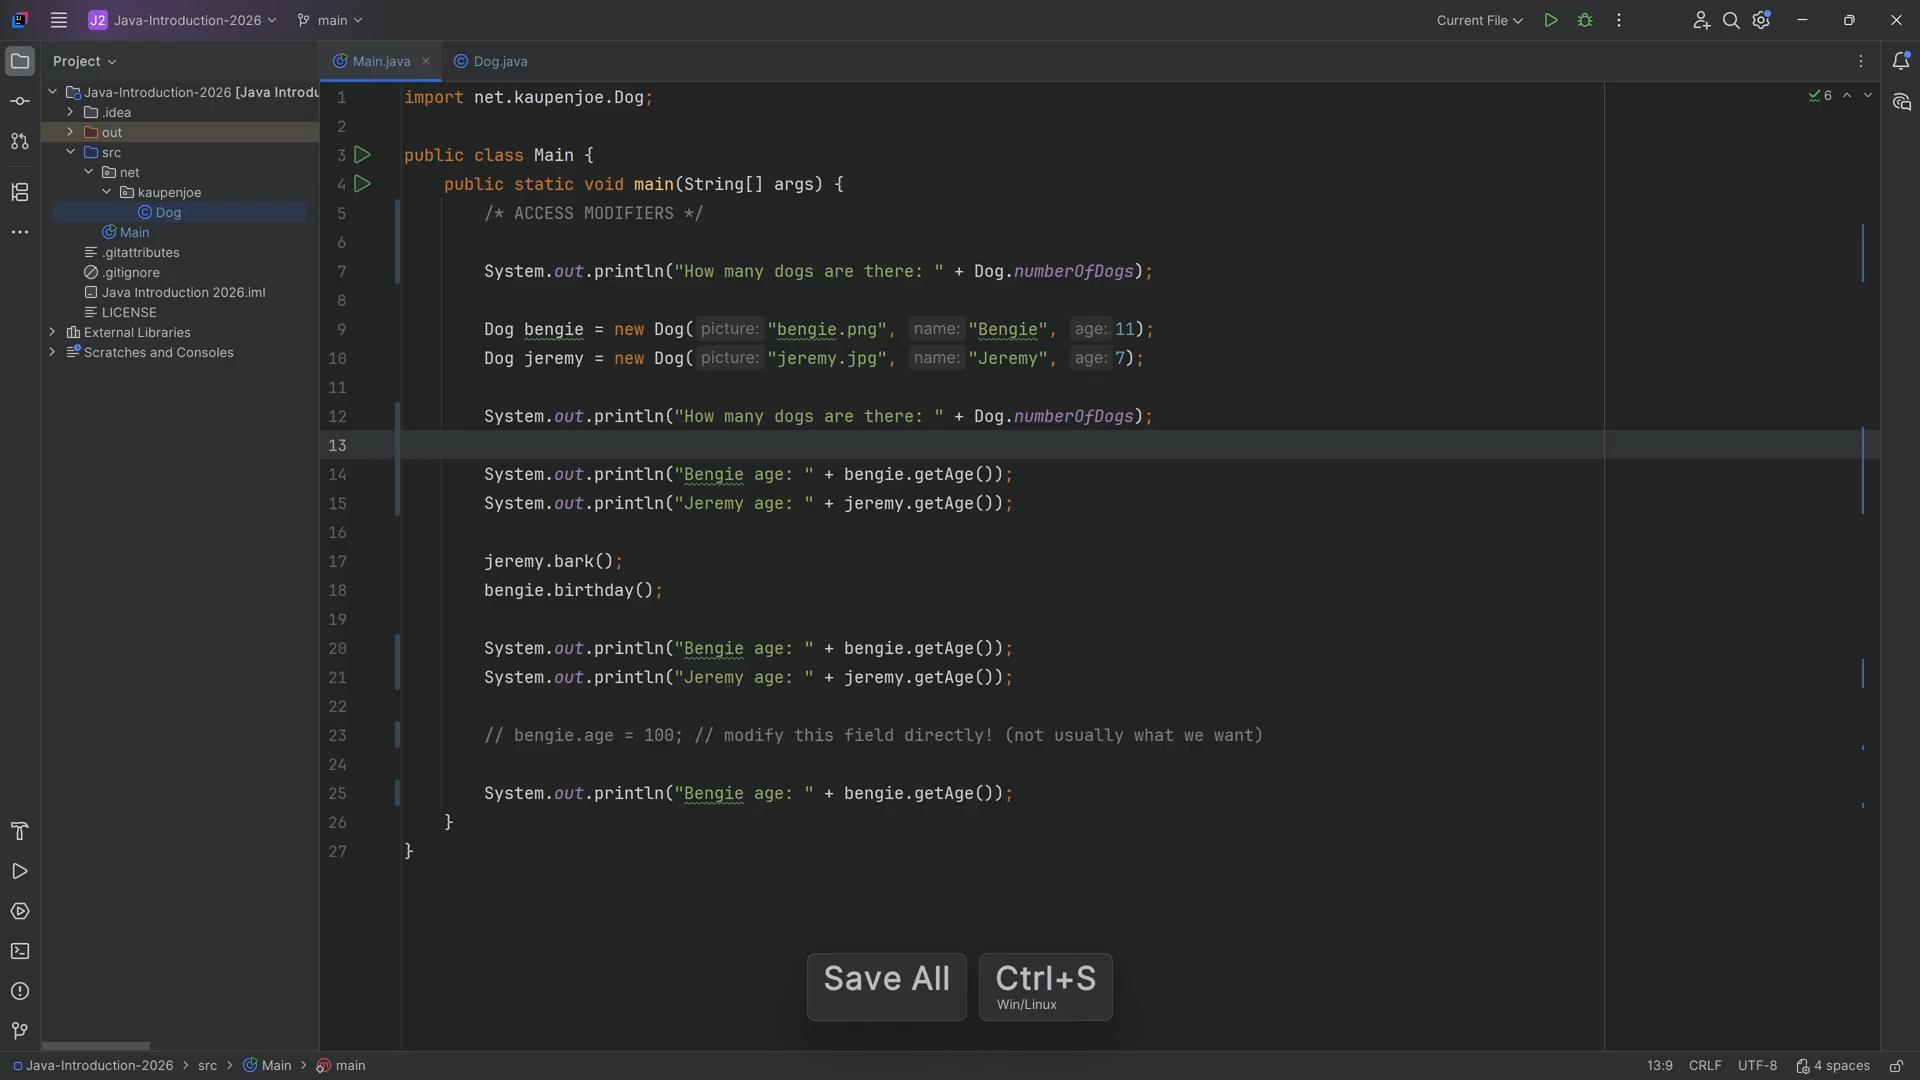 J2 Java-Introduction-2026 main Current File
Project
Main.java
Dog.java
Java-Introduction-2026 [Java Introdu
.idea
out
src
net
kaupenjoe
Dog
Main
.gitattributes
.gitignore
Java Introduction 2026.iml
LICENSE
External Libraries
Scratches and Consoles
6
1 import net.kaupenjoe.Dog;
2
3 public class Main {
4 public static void main(String[] args) {
5 /* ACCESS MODIFIERS */
6
7 System.out.println("How many dogs are there: " + Dog.numberOfDogs);
8
9 Dog bengie = new Dog( picture: "bengie.png", name: "Bengie", age: 11);
10 Dog jeremy = new Dog( picture: "jeremy.jpg", name: "Jeremy", age: 7);
11
12 System.out.println("How many dogs are there: " + Dog.numberOfDogs);
13
14 System.out.println("Bengie age: " + bengie.getAge());
15 System.out.println("Jeremy age: " + jeremy.getAge());
16
17 jeremy.bark();
18 bengie.birthday();
19
20 System.out.println("Bengie age: " + bengie.getAge());
21 System.out.println("Jeremy age: " + jeremy.getAge());
22
23 // bengie.age = 100; // modify this field directly! (not usually what we want)
24
25 System.out.println("Bengie age: " + bengie.getAge());
26 }
27 }
Save All
Ctrl+S
Win/Linux
Java-Introduction-2026 > src > Main > main
13:9 CRLF UTF-8 4 spaces